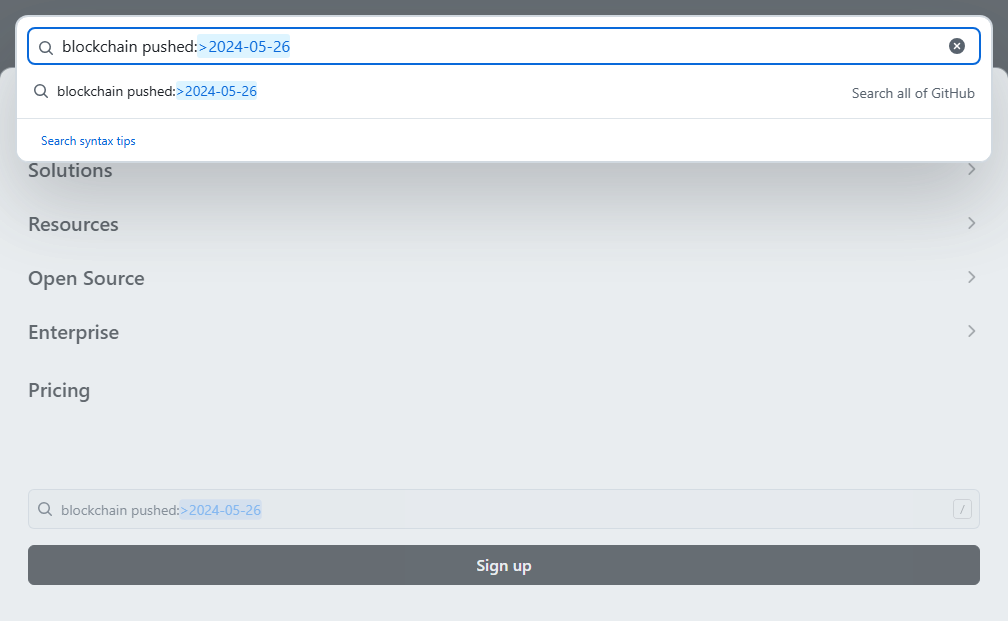 blockchain pushed:>2024-05-26
blockchain pushed:>2024-05-26 Search all of GitHub
Search syntax tips
Solutions
Resources
Open Source
Enterprise
Pricing
blockchain pushed:>2024-05-26 /
Sign up